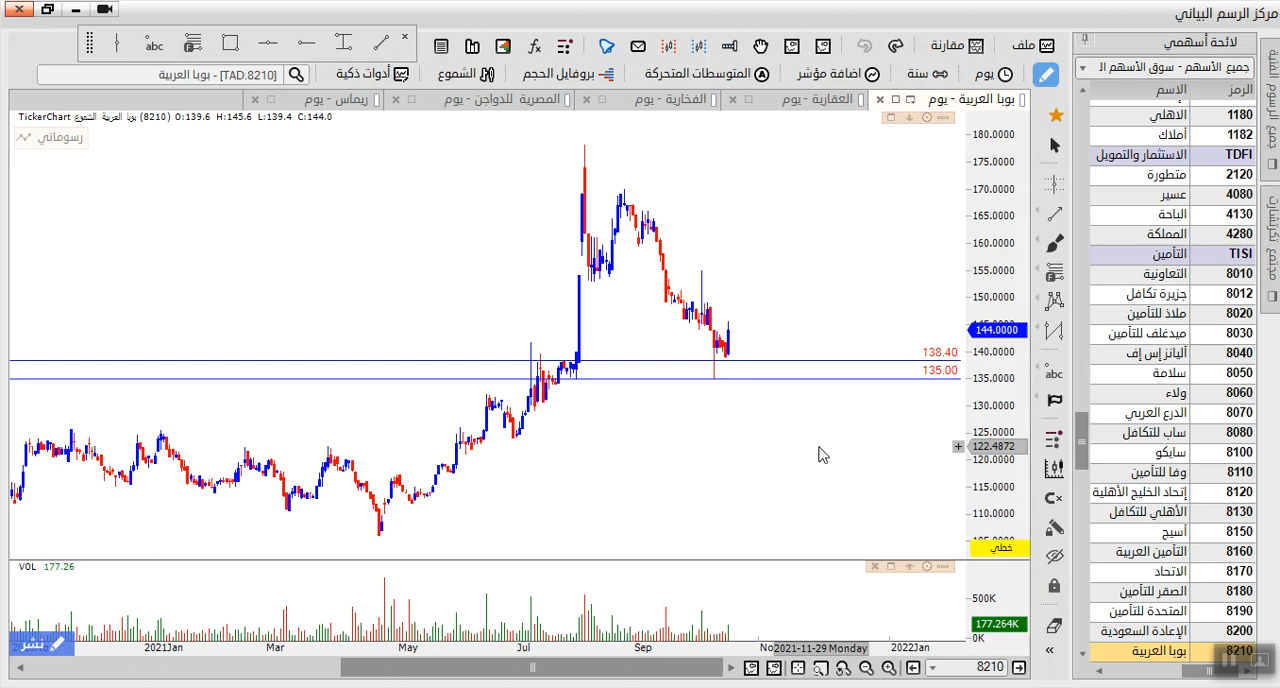 مركز الرسم البياني
ملف
مقارنة
abc
يوم
سنة
اضافة مؤشر
المتوسطات المتحركة
بروفايل الحجم
الشموع
أدوات ذكية
بوبا العربية - [TAD.8210]
بوبا العربية - يوم
العقارية - يوم
الفخارية - يوم
المصرية للدواجن - يوم
ريماس - يوم
TickerChart بوبا العربية (8210) O:139.6 H:145.6 L:139.4 C:144.0
رسوماتي
180.0000
175.0000
170.0000
165.0000
160.0000
155.0000
150.0000
144.0000
140.0000
135.0000
130.0000
125.0000
122.4872
120.0000
115.0000
110.0000
138.40
135.00
خطي
VOL 177.26
500K
177.264K
0K
نشر
2021Jan
Mar
May
Jul
Sep
2021-11-29 Monday
2022Jan
8210
abc
لائحة أسهمي
جميع الأسهم - سوق الأسهم ال
الرمز الاسم
1180 الاهلي
1182 أملاك
TDFI الاستثمار والتمويل
2120 متطورة
4080 عسير
4130 الباحة
4280 المملكة
TISI التأمين
8010 التعاونية
8012 جزيرة تكافل
8020 ملاذ للتأمين
8030 ميدغلف للتأمين
8040 أليانز إس إف
8050 سلامة
8060 ولاء
8070 الدرع العربي
8080 ساب للتكافل
8100 سايكو
8110 وفا للتأمين
8120 إتحاد الخليج الأهلية
8130 الأهلي للتكافل
8150 أسيج
8160 التأمين العربية
8170 الاتحاد
8180 الصقر للتأمين
8190 المتحدة للتأمين
8200 الإعادة السعودية
8210 بوبا العربية